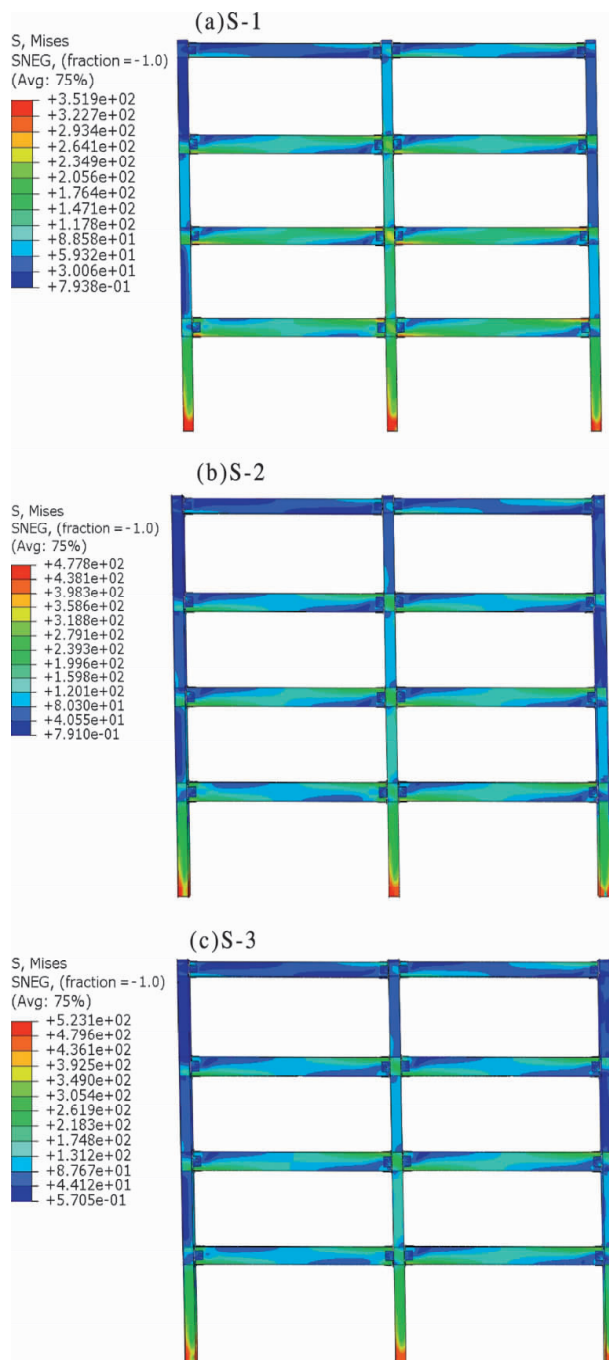 (a)S-1
S, Mises
SNEG, (fraction = -1.0)
(Avg: 75%)
+3.519e+02
+3.227e+02
+2.934e+02
+2.641e+02
+2.349e+02
+2.056e+02
+1.764e+02
+1.471e+02
+1.178e+02
+8.858e+01
+5.932e+01
+3.006e+01
+7.938e-01
(b)S-2
S, Mises
SNEG, (fraction = -1.0)
(Avg: 75%)
+4.778e+02
+4.381e+02
+3.983e+02
+3.586e+02
+3.188e+02
+2.791e+02
+2.393e+02
+1.996e+02
+1.598e+02
+1.201e+02
+8.030e+01
+4.055e+01
+7.910e-01
(c)S-3
S, Mises
SNEG, (fraction = -1.0)
(Avg: 75%)
+5.231e+02
+4.796e+02
+4.361e+02
+3.925e+02
+3.490e+02
+3.054e+02
+2.619e+02
+2.183e+02
+1.748e+02
+1.312e+02
+8.767e+01
+4.412e+01
+5.705e-01